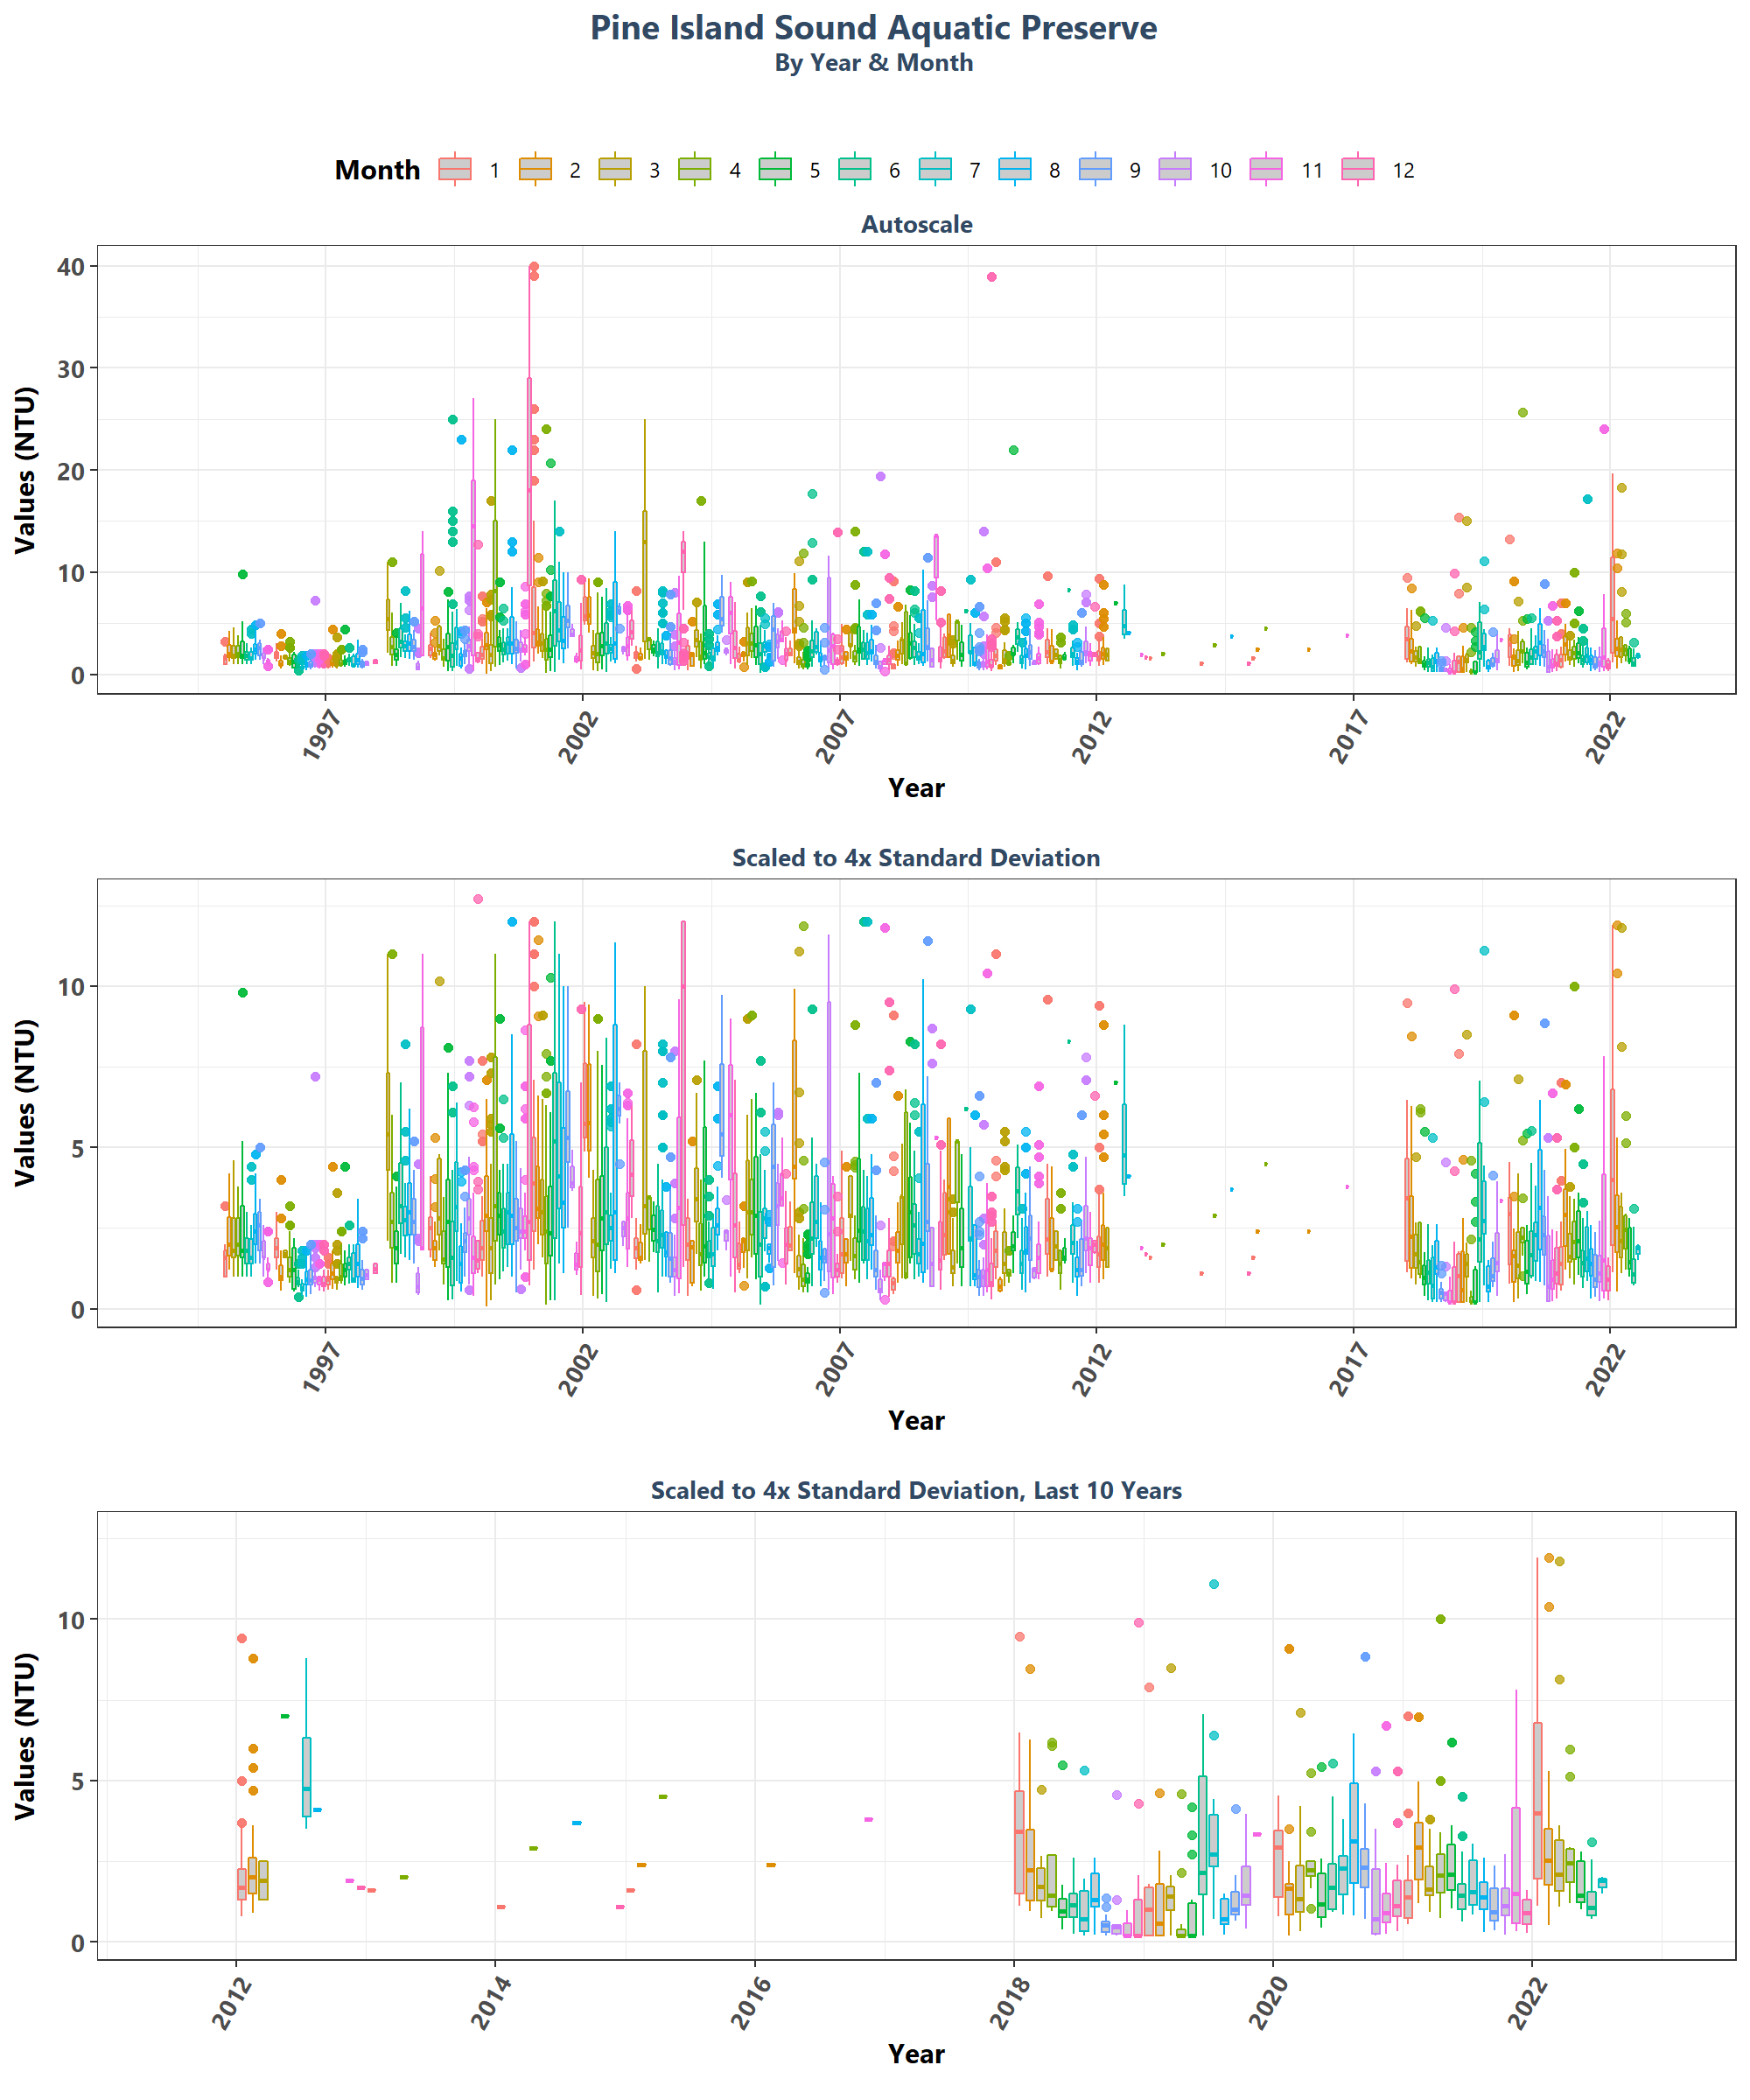 Pine Island Sound Aquatic Preserve
By Year & Month
Month 1 2 3 4 5 6 7 8 9 10 11 12
Autoscale
Values (NTU)
40
30
20
10
0
1997 2002 2007 2012 2017 2022
Year
Scaled to 4x Standard Deviation
Values (NTU)
10
5
0
1997 2002 2007 2012 2017 2022
Year
Scaled to 4x Standard Deviation, Last 10 Years
Values (NTU)
10
5
0
2012 2014 2016 2018 2020 2022
Year